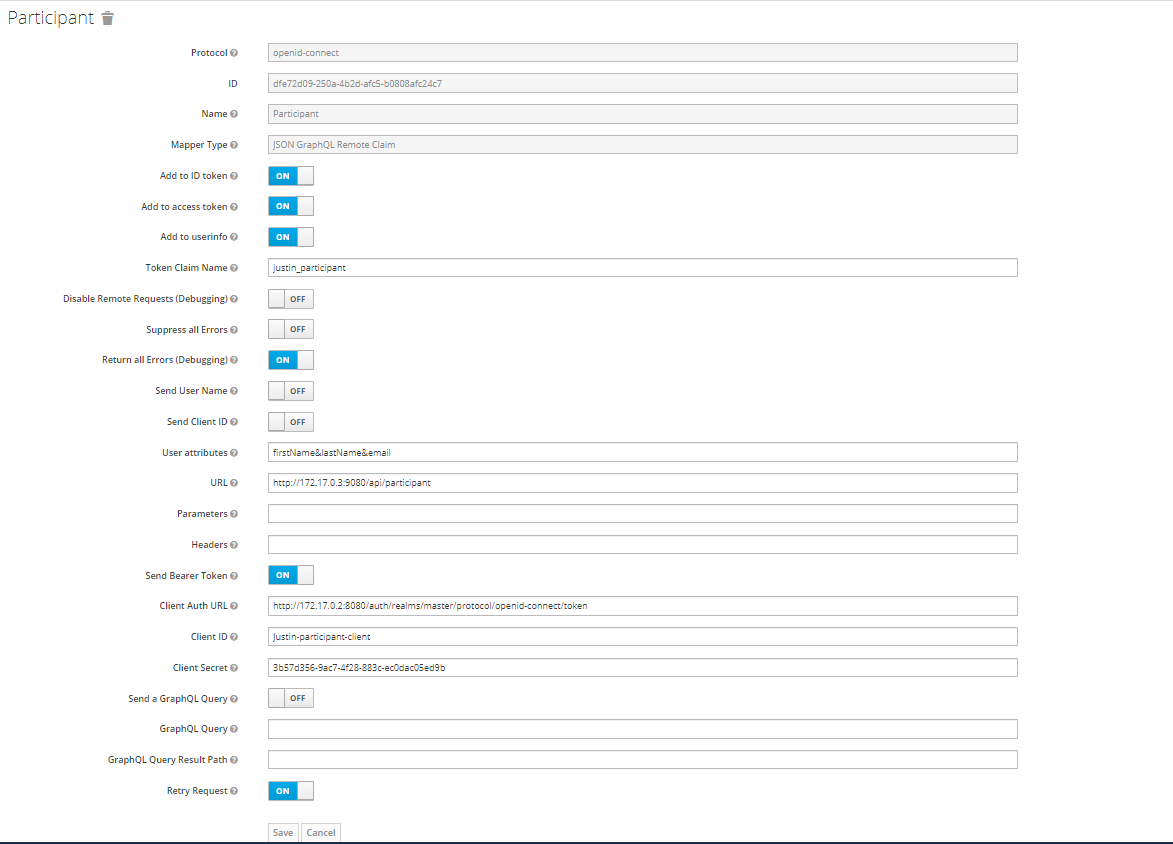 Participant
Protocol openid-connect
ID dfe72d09-250a-4b2d-afc5-b0808afc24c7
Name Participant
Mapper Type JSON GraphQL Remote Claim
Add to ID token ON
Add to access token ON
Add to userinfo ON
Token Claim Name justin_participant
Disable Remote Requests (Debugging) OFF
Suppress all Errors OFF
Return all Errors (Debugging) ON
Send User Name OFF
Send Client ID OFF
User attributes firstName&lastName&email
URL http://172.17.0.3:9080/api/participant
Parameters
Headers
Send Bearer Token ON
Client Auth URL http://172.17.0.2:8080/auth/realms/master/protocol/openid-connect/token
Client ID Justin-participant-client
Client Secret 3b57d356-9ac7-4f28-883c-ec0dac05ed9b
Send a GraphQL Query OFF
GraphQL Query
GraphQL Query Result Path
Retry Request ON
Save Cancel